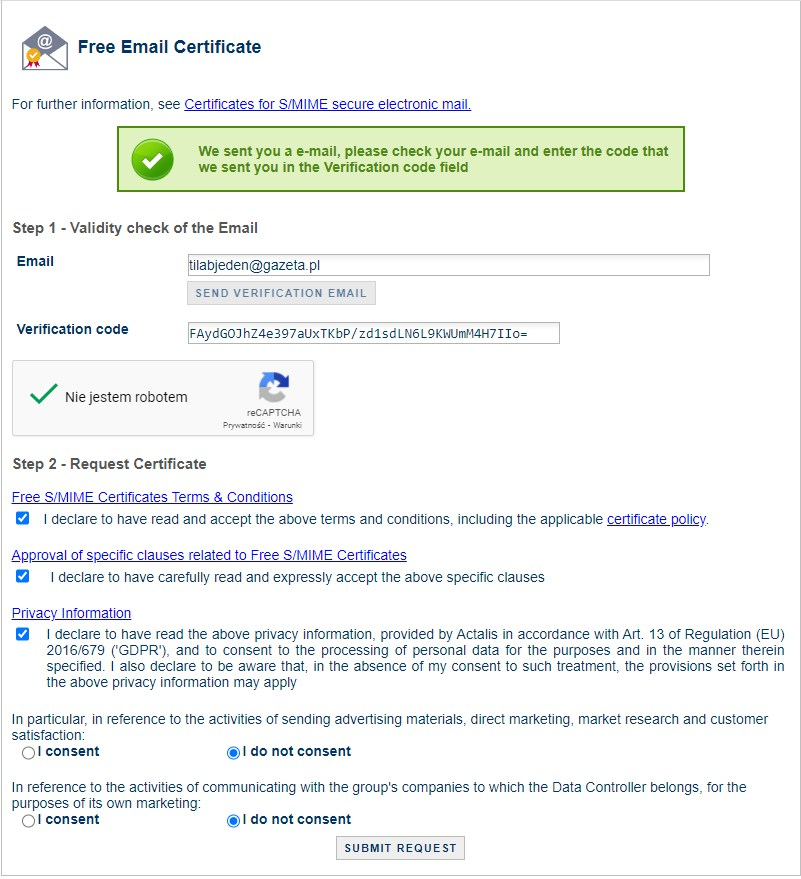 Free Email Certificate
For further information, see Certificates for S/MIME secure electronic mail.
We sent you a e-mail, please check your e-mail and enter the code that
we sent you in the Verification code field
Step 1 - Validity check of the Email
Email
tilabjeden@gazeta.pl
SEND VERIFICATION EMAIL
Verification code
FAydGOJhZ4e397aUxTKbP/zd1sdLN6L9KWUmM4H7IIo=
Nie jestem robotem
reCAPTCHA
Prywatność - Warunki
Step 2 - Request Certificate
Free S/MIME Certificates Terms & Conditions
I declare to have read and accept the above terms and conditions, including the applicable certificate policy.
Approval of specific clauses related to Free S/MIME Certificates
I declare to have carefully read and expressly accept the above specific clauses
Privacy Information
I declare to have read the above privacy information, provided by Actalis in accordance with Art. 13 of Regulation (EU)
2016/679 ('GDPR'), and to consent to the processing of personal data for the purposes and in the manner therein
specified. I also declare to be aware that, in the absence of my consent to such treatment, the provisions set forth in
the above privacy information may apply
In particular, in reference to the activities of sending advertising materials, direct marketing, market research and customer
satisfaction:
I consent I do not consent
In reference to the activities of communicating with the group's companies to which the Data Controller belongs, for the
purposes of its own marketing:
I consent I do not consent
SUBMIT REQUEST